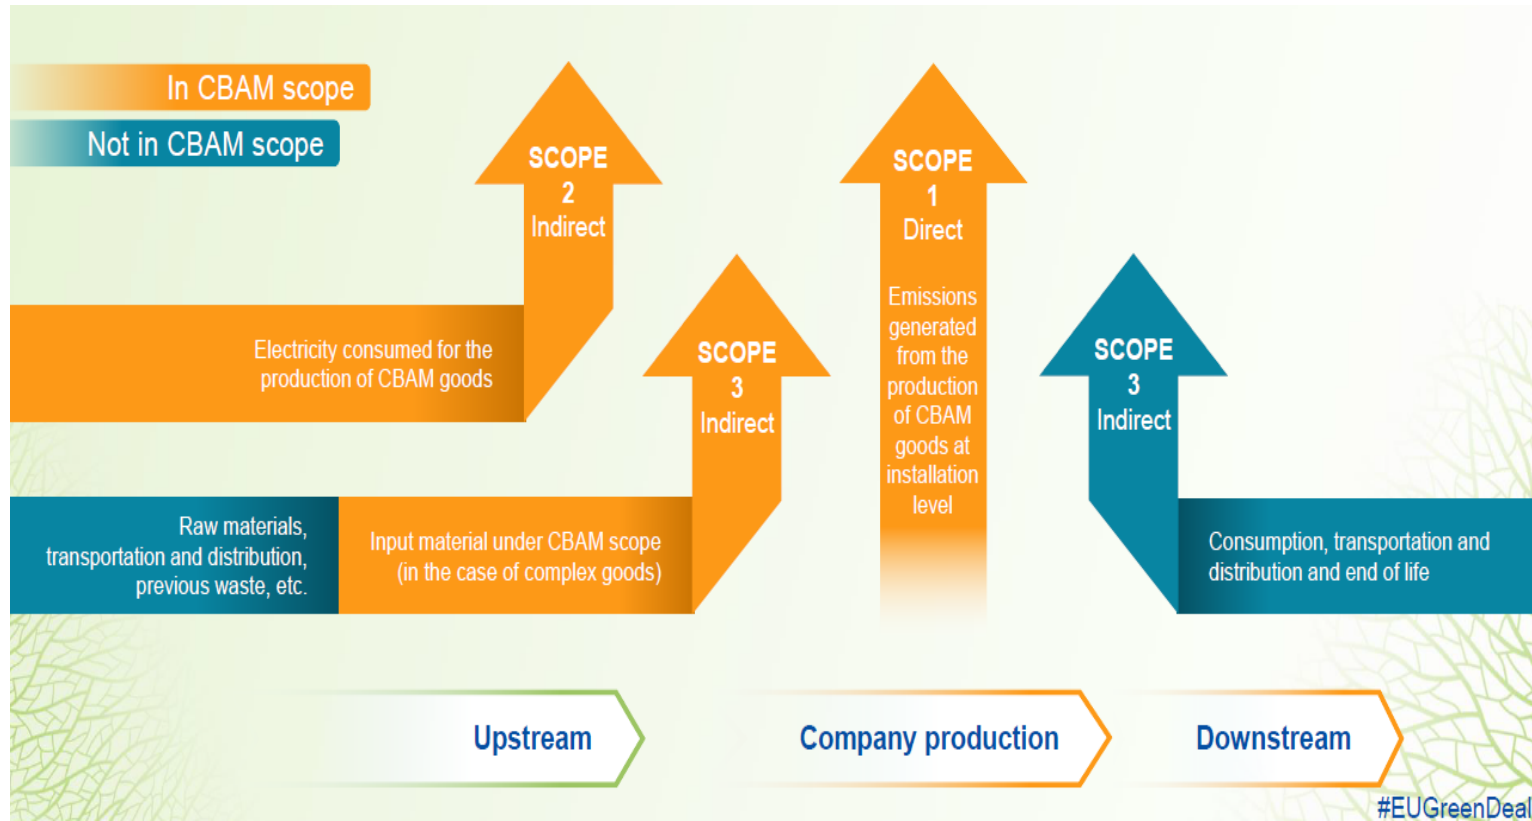 In CBAM scope
Not in CBAM scope
SCOPE
2
Indirect
Electricity consumed for the
production of CBAM goods
SCOPE
3
Indirect
Raw materials,
transportation and distribution,
previous waste, etc.
Input material under CBAM scope
(in the case of complex goods)
SCOPE
1
Direct
Emissions
generated
from the
production
of CBAM
goods at
installation
level
SCOPE
3
Indirect
Consumption, transportation and
distribution and end of life
Upstream
Company production
Downstream
#EUGreenDeal